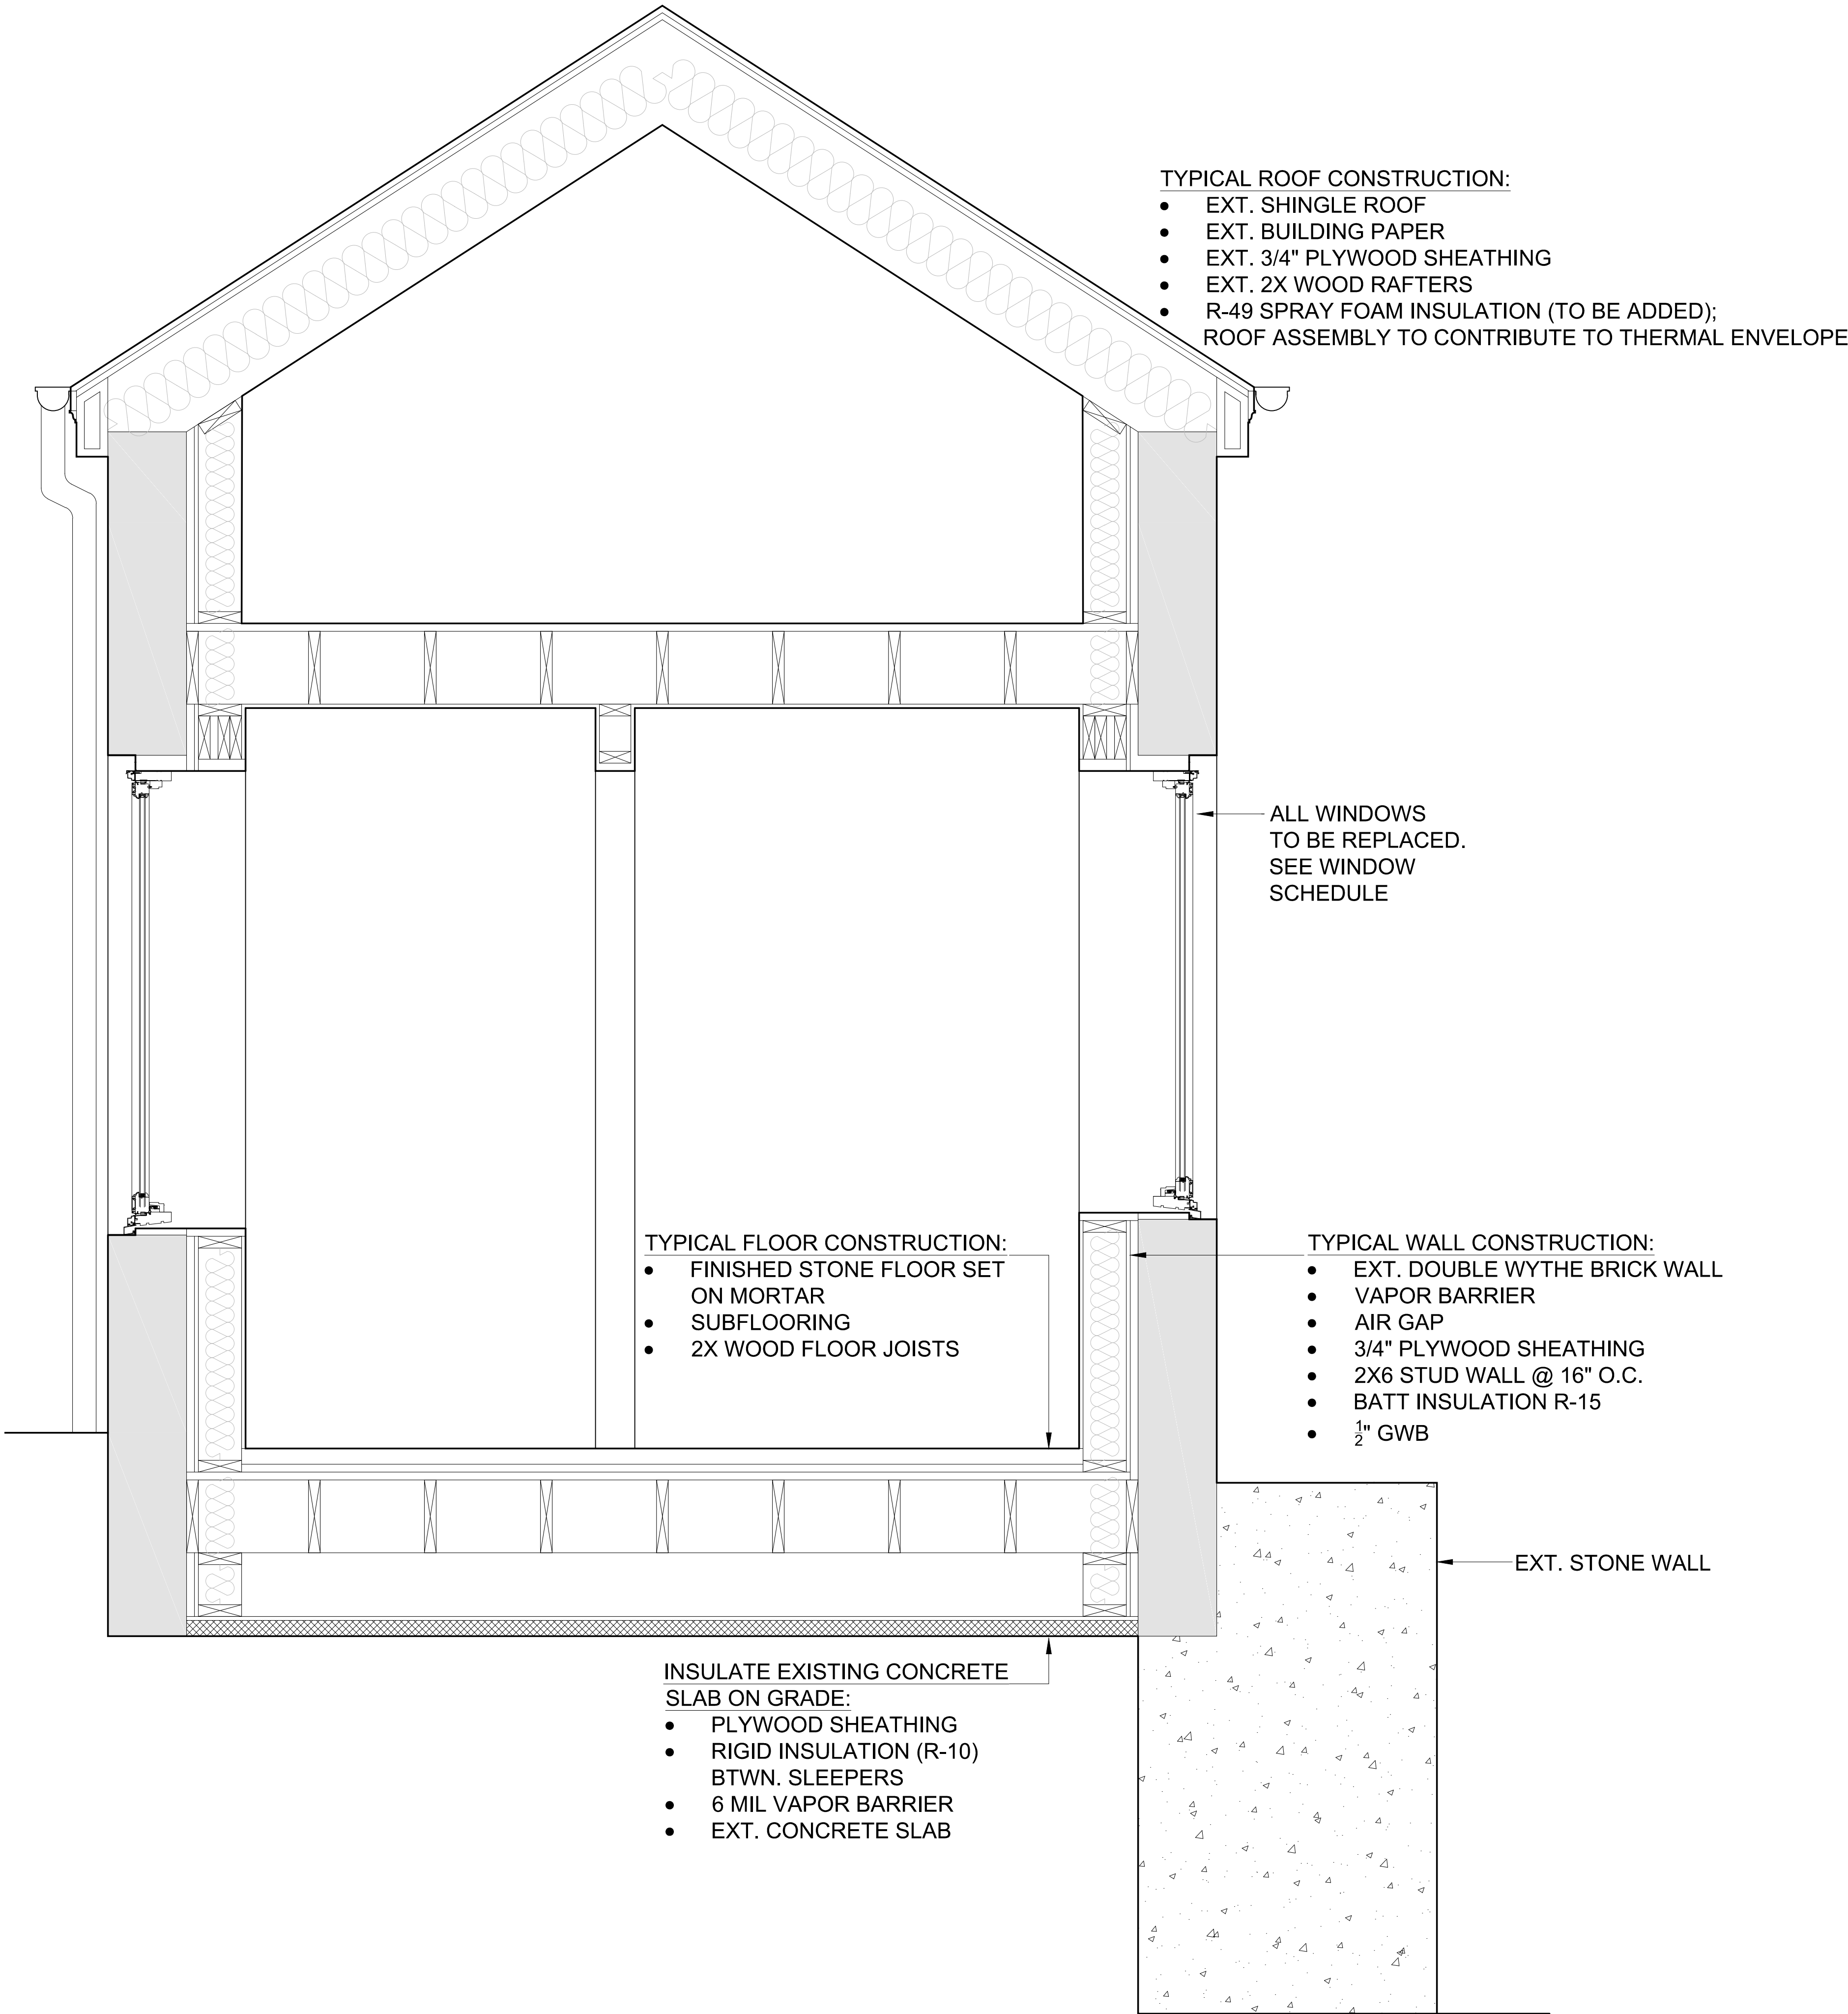 TYPICAL ROOF CONSTRUCTION:
• EXT. SHINGLE ROOF
• EXT. BUILDING PAPER
• EXT. 3/4" PLYWOOD SHEATHING
• EXT. 2X WOOD RAFTERS
• R-49 SPRAY FOAM INSULATION (TO BE ADDED);
ROOF ASSEMBLY TO CONTRIBUTE TO THERMAL ENVELOPE
ALL WINDOWS
TO BE REPLACED.
SEE WINDOW
SCHEDULE
TYPICAL FLOOR CONSTRUCTION:
• FINISHED STONE FLOOR SET
ON MORTAR
• SUBFLOORING
• 2X WOOD FLOOR JOISTS
TYPICAL WALL CONSTRUCTION:
• EXT. DOUBLE WYTHE BRICK WALL
• VAPOR BARRIER
• AIR GAP
• 3/4" PLYWOOD SHEATHING
• 2X6 STUD WALL @ 16" O.C.
• BATT INSULATION R-15
• 1/2" GWB
EXT. STONE WALL
INSULATE EXISTING CONCRETE
SLAB ON GRADE:
• PLYWOOD SHEATHING
• RIGID INSULATION (R-10)
BTWN. SLEEPERS
• 6 MIL VAPOR BARRIER
• EXT. CONCRETE SLAB